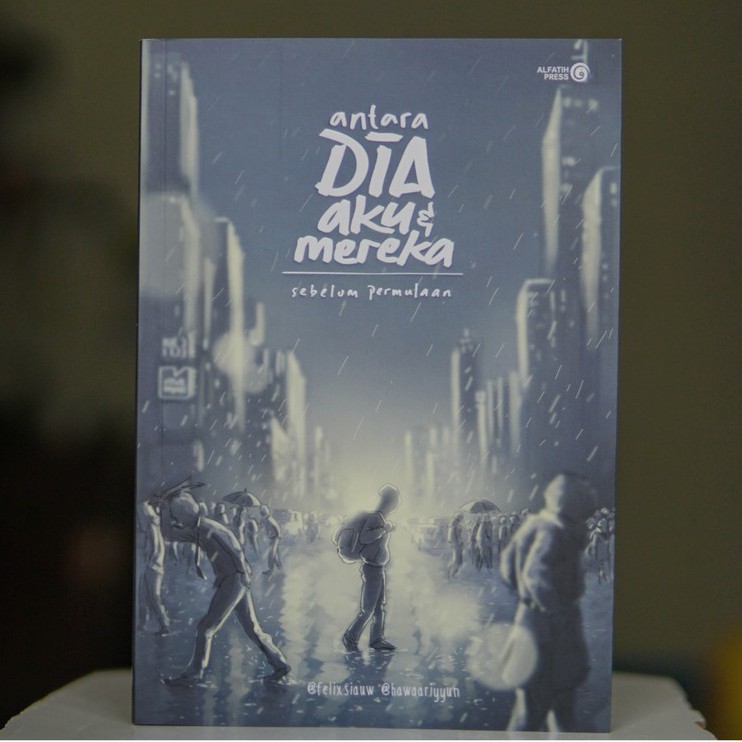 ALFATIH
PRESS
antara
DIA
aku &
mereka
sebelum permulaan
@felixsiauw @hawaariyyun